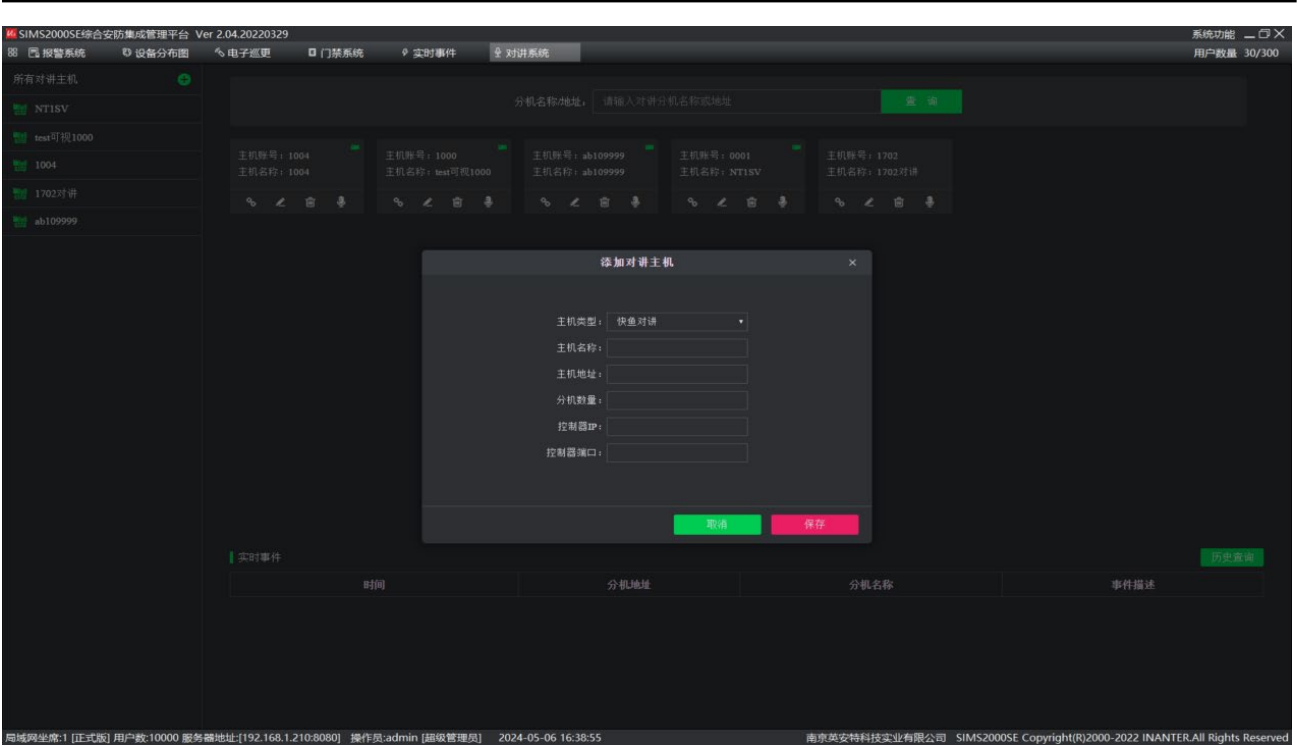 SIMS2000SE综合安防集成管理平台 Ver 2.04.20220329
系统功能
报警系统 设备分布图 电子巡更 门禁系统 实时事件 对讲系统
用户数量 30/300
所有对讲主机
NT1SV
test可视1000
1004
1702对讲
ab109999
分机名称/地址： 请输入对讲分机名称或地址 查 询
主机账号：1004 主机账号：1000 主机账号：ab109999 主机账号：0001 主机账号：1702
主机名称：1004 主机名称：test可视1000 主机名称：ab109999 主机名称：NT1SV 主机名称：1702对讲
添加对讲主机 ×
主机类型： 快鱼对讲
主机名称：
主机地址：
分机数量：
控制器IP：
控制器端口：
取消 保存
实时事件 历史查询
时间 分机地址 分机名称 事件描述
局域网坐席:1 [正式版] 用户数:10000 服务器地址:[192.168.1.210:8080] 操作员:admin [超级管理员] 2024-05-06 16:38:55 南京英安特科技实业有限公司 SIMS2000SE Copyright(R)2000-2022 INANTER.All Rights Reserved